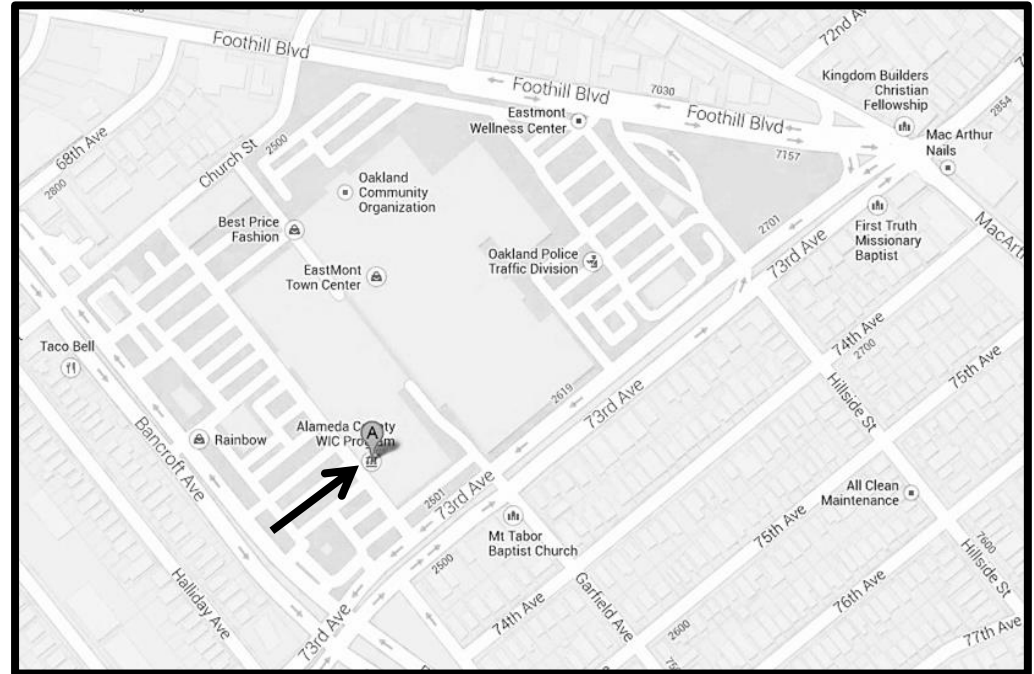 Foothill Blvd
72nd Av
Kingdom Builders
Christian
Fellowship
Foothill Blvd
7030
Foothill Blvd
2854
Eastmont
Wellness Center
7157
Mac Arthur
Nails
68th Ave
2800
Church St
2500
Oakland
Community
Organization
Best Price
Fashion
2701
73rd Ave
First Truth
Missionary
Baptist
MacArt
EastMont
Town Center
Oakland Police
Traffic Division
Taco Bell
74th Ave
2700
75th Ave
2619
73rd Ave
Hillside St
Bancroft Ave
Rainbow
Alameda County
WIC Program
A
2501
73rd Ave
All Clean
Maintenance
Mt Tabor
Baptist Church
75th Ave
7600
Hillside St
2500
Halliday Ave
73rd Ave
74th Ave
Garfield Ave
2600
76th Ave
77th Ave